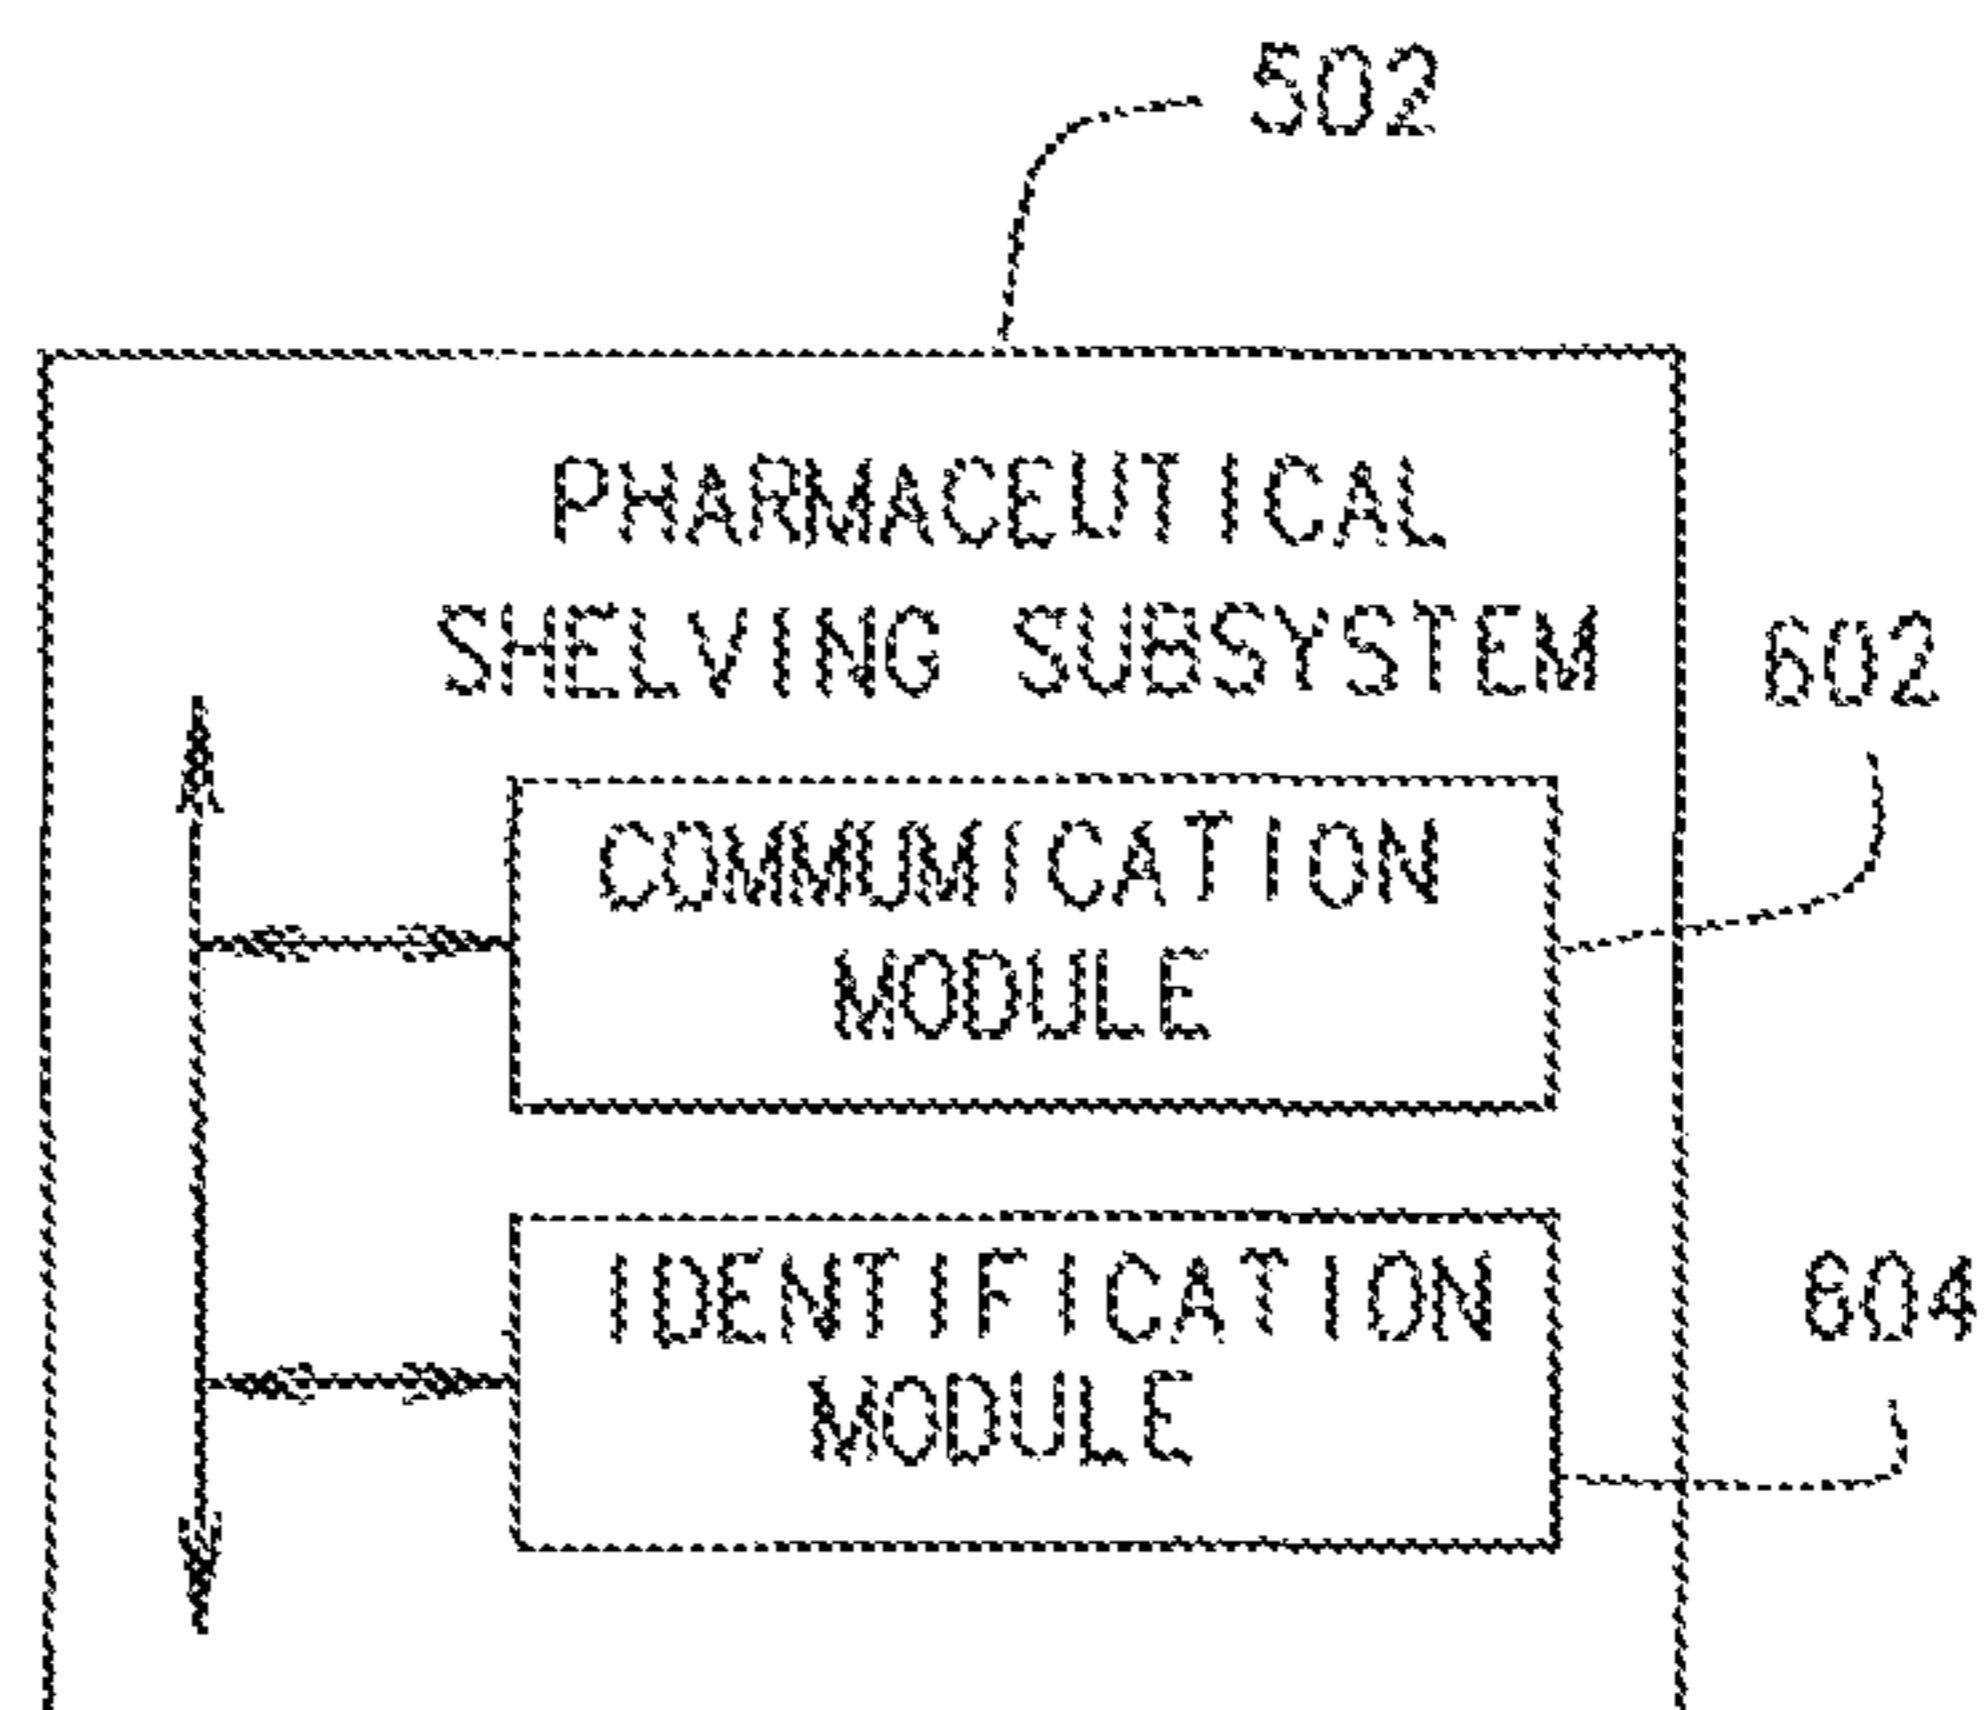 502
PHARMACEUTICAL
SHELVING SUBSYSTEM
602
COMMUMICATION
MODULE
IDENTIFICATION
604
MODULE